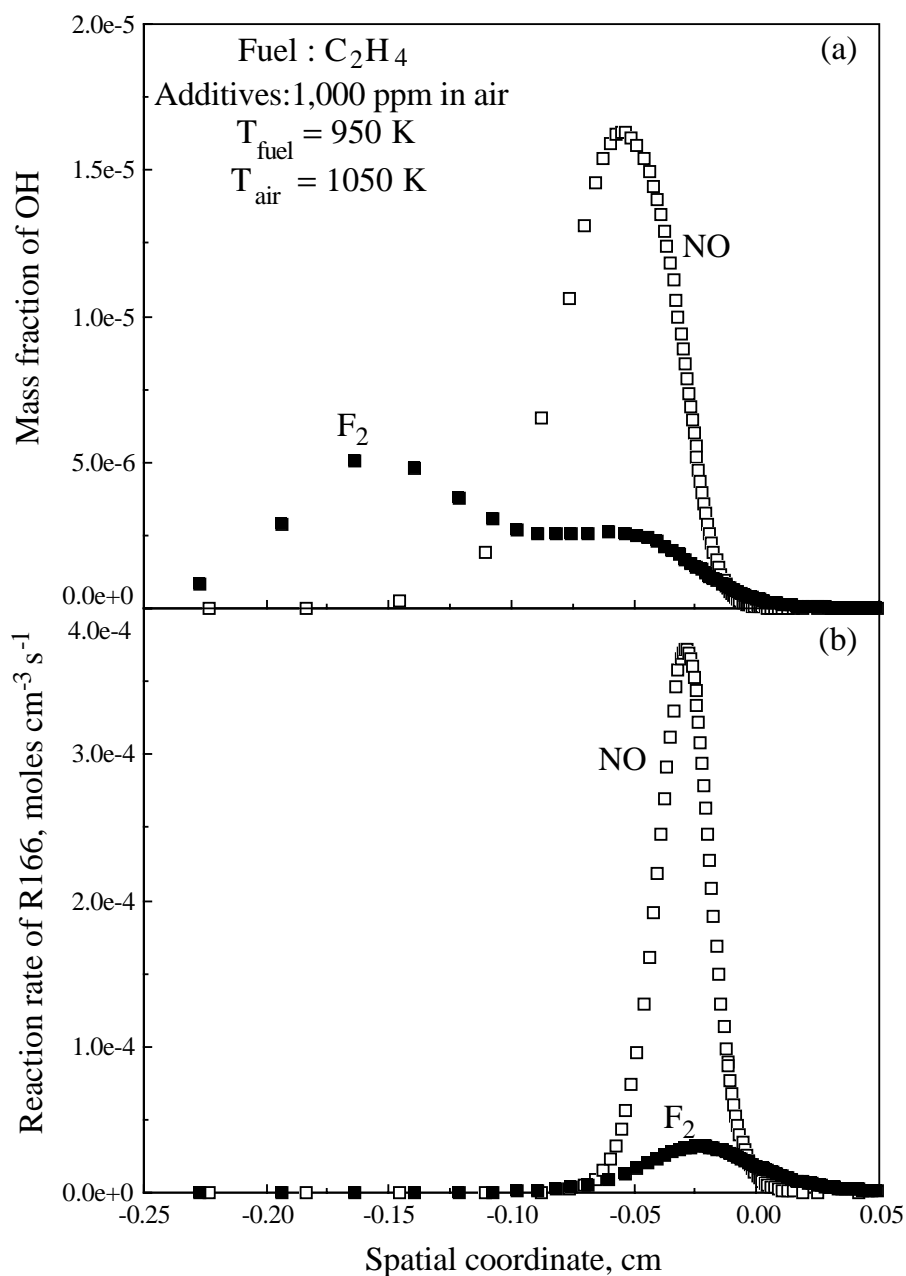 2.0e-5
(a)
Fuel : C₂H₄
Additives:1,000 ppm in air
T_fuel = 950 K
T_air = 1050 K
1.5e-5
NO
Mass fraction of OH
1.0e-5
F₂
5.0e-6
0.0e+0
4.0e-4
(b)
NO
3.0e-4
Reaction rate of R166, moles cm⁻³ s⁻¹
2.0e-4
1.0e-4
F₂
0.0e+0
-0.25 -0.20 -0.15 -0.10 -0.05 0.00 0.05
Spatial coordinate, cm